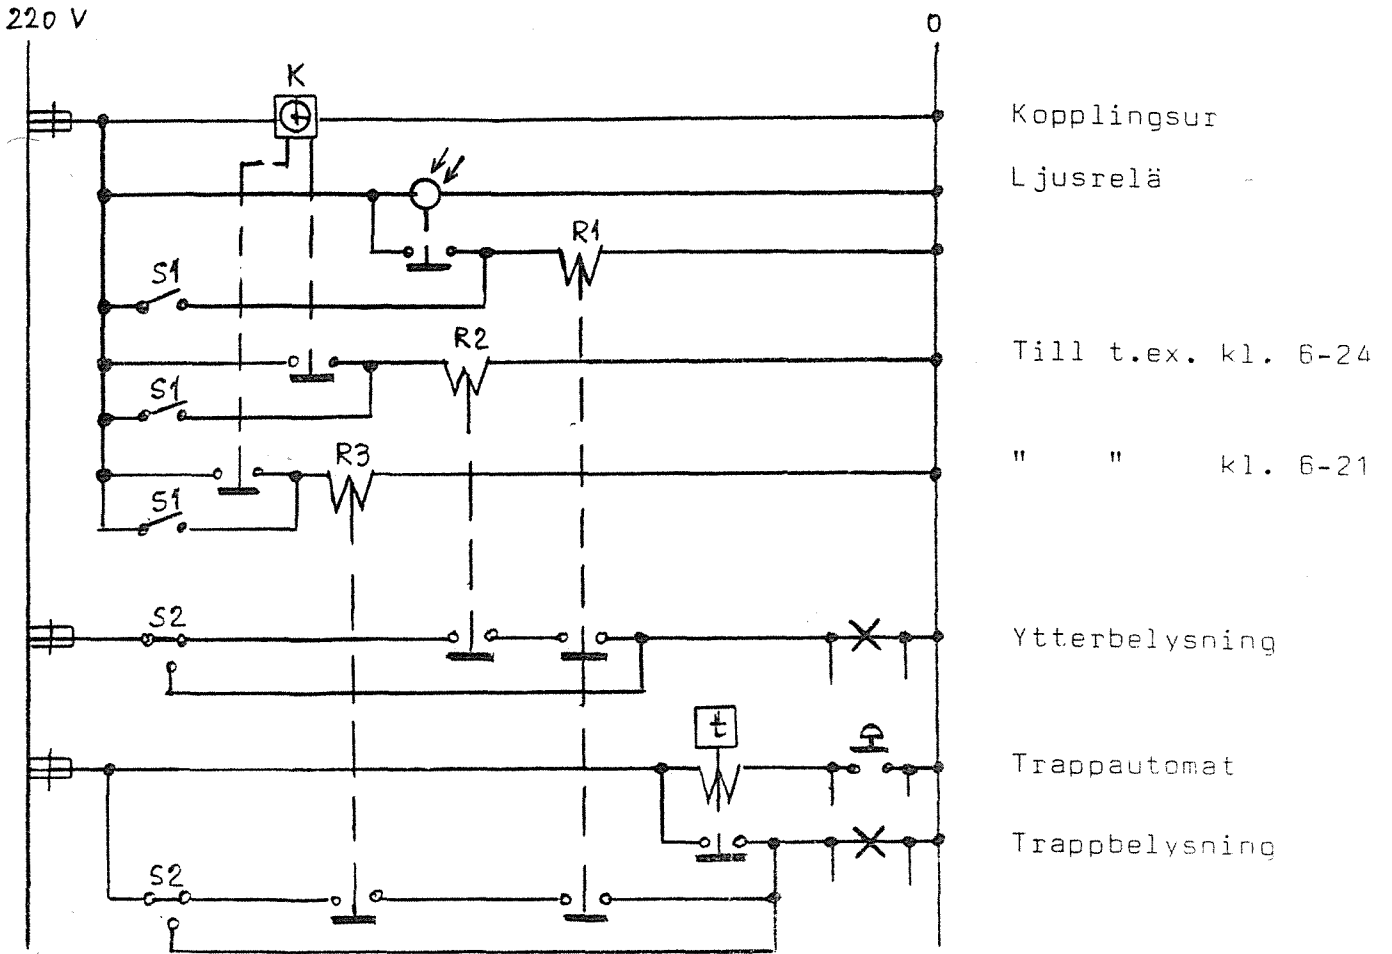 220 V
0
K
Kopplingsur
Ljusrelä
R1
S1
R2
Till t.ex. kl. 6-24
S1
R3
" " kl. 6-21
S1
S2
Ytterbelysning
t
Trappautomat
Trappbelysning
S2